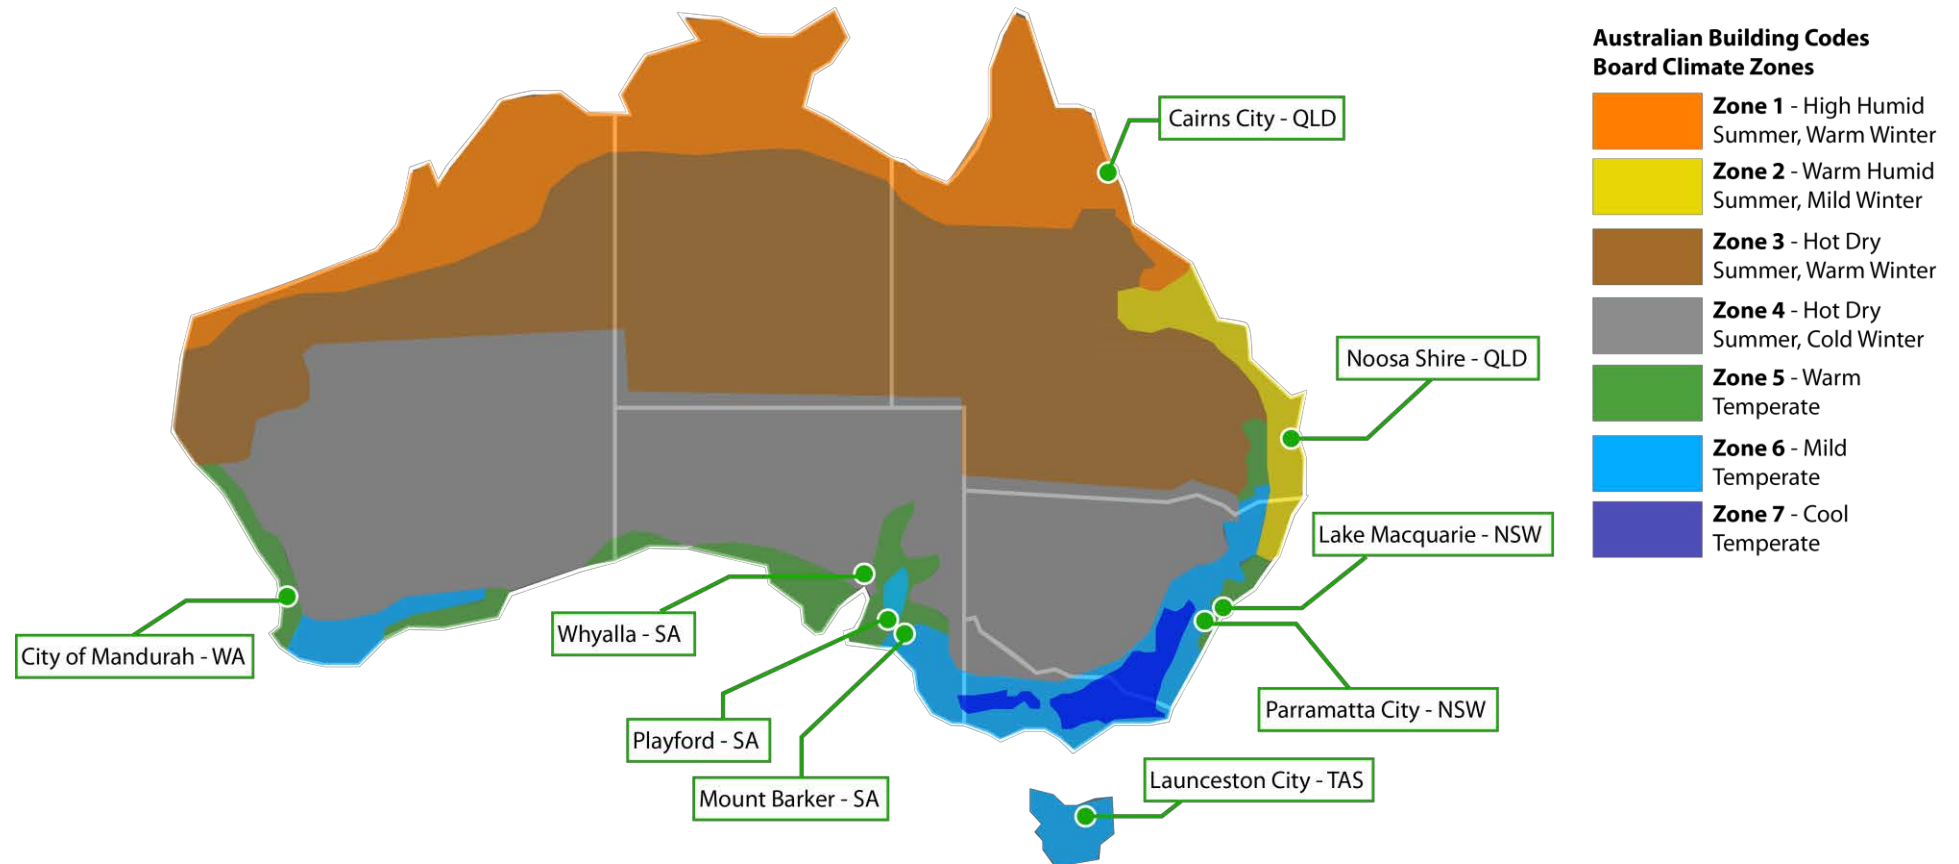 Australian Building Codes
Board Climate Zones
Zone 1 - High Humid
Summer, Warm Winter
Zone 2 - Warm Humid
Summer, Mild Winter
Zone 3 - Hot Dry
Summer, Warm Winter
Zone 4 - Hot Dry
Summer, Cold Winter
Zone 5 - Warm
Temperate
Zone 6 - Mild
Temperate
Zone 7 - Cool
Temperate
Cairns City - QLD
Noosa Shire - QLD
Lake Macquarie - NSW
Whyalla - SA
City of Mandurah - WA
Parramatta City - NSW
Playford - SA
Launceston City - TAS
Mount Barker - SA